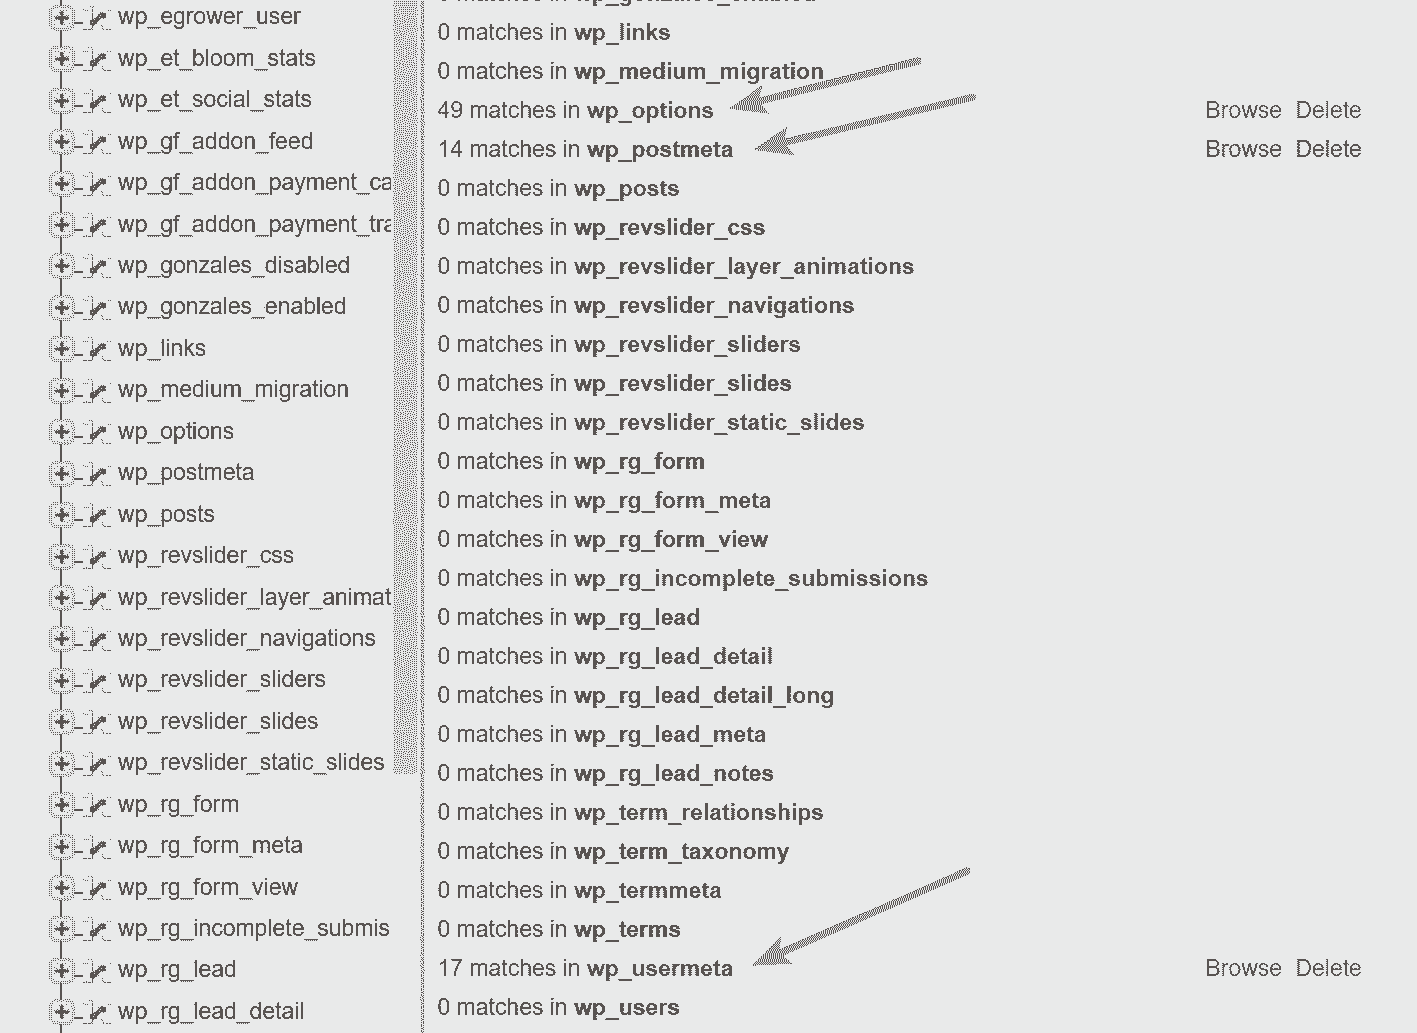 wp_egrower_user
wp_et_bloom_stats
wp_et_social_stats
wp_gf_addon_feed
wp_gf_addon_payment_ca
wp_gf_addon_payment_tra
wp_gonzales_disabled
wp_gonzales_enabled
wp_links
wp_medium_migration
wp_options
wp_postmeta
wp_posts
wp_revslider_css
wp_revslider_layer_animat
wp_revslider_navigations
wp_revslider_sliders
wp_revslider_slides
wp_revslider_static_slides
wp_rg_form
wp_rg_form_meta
wp_rg_form_view
wp_rg_incomplete_submis
wp_rg_lead
wp_rg_lead_detail
0 matches in wp_gonzales_enabled
0 matches in wp_links
0 matches in wp_medium_migration
49 matches in wp_options Browse Delete
14 matches in wp_postmeta Browse Delete
0 matches in wp_posts
0 matches in wp_revslider_css
0 matches in wp_revslider_layer_animations
0 matches in wp_revslider_navigations
0 matches in wp_revslider_sliders
0 matches in wp_revslider_slides
0 matches in wp_revslider_static_slides
0 matches in wp_rg_form
0 matches in wp_rg_form_meta
0 matches in wp_rg_form_view
0 matches in wp_rg_incomplete_submissions
0 matches in wp_rg_lead
0 matches in wp_rg_lead_detail
0 matches in wp_rg_lead_detail_long
0 matches in wp_rg_lead_meta
0 matches in wp_rg_lead_notes
0 matches in wp_term_relationships
0 matches in wp_term_taxonomy
0 matches in wp_termmeta
0 matches in wp_terms
17 matches in wp_usermeta Browse Delete
0 matches in wp_users